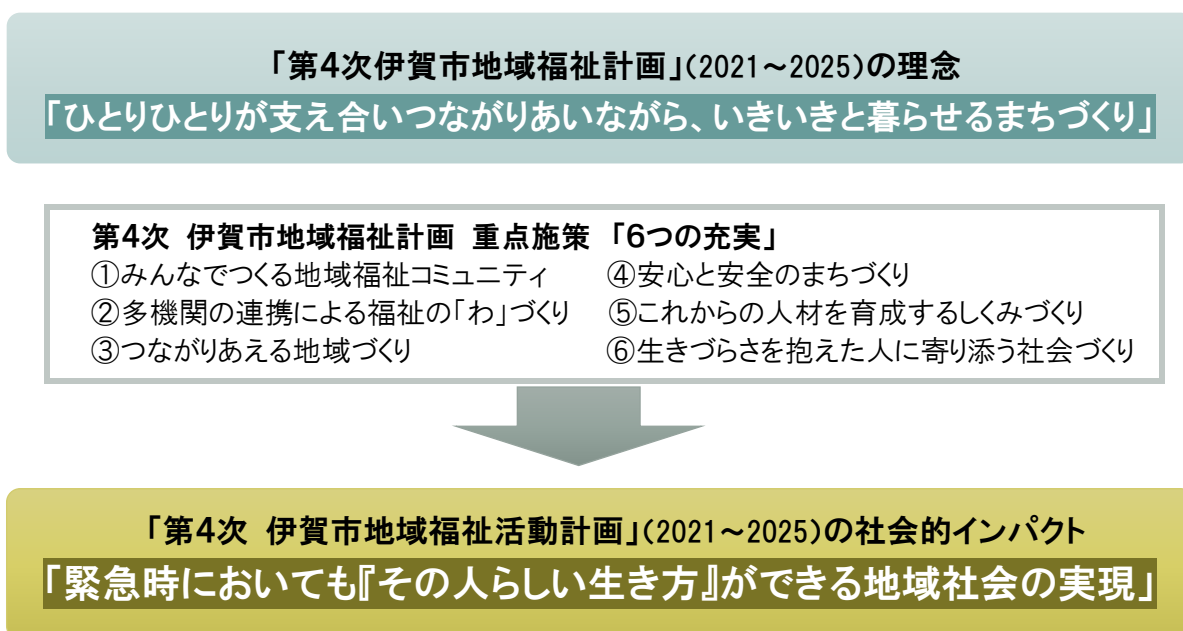 「第4次伊賀市地域福祉計画」(2021~2025)の理念
「ひとりひとりが支え合いつながりあいながら、いきいきと暮らせるまちづくり」
第4次 伊賀市地域福祉計画 重点施策 「6つの充実」
①みんなでつくる地域福祉コミュニティ ④安心と安全のまちづくり
②多機関の連携による福祉の「わ」づくり ⑤これからの人材を育成するしくみづくり
③つながりあえる地域づくり ⑥生きづらさを抱えた人に寄り添う社会づくり
「第4次 伊賀市地域福祉活動計画」(2021~2025)の社会的インパクト
「緊急時においても『その人らしい生き方』ができる地域社会の実現」